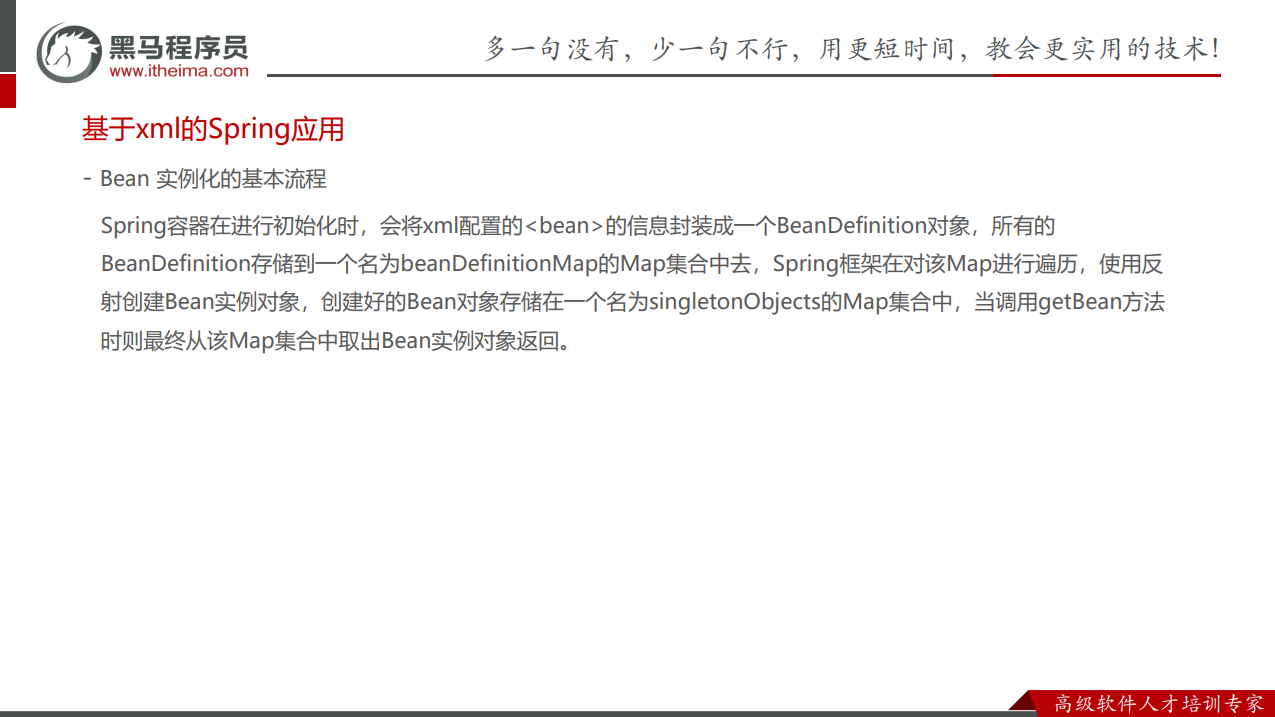 黑马程序员
www.itheima.com
多一句没有，少一句不行，用更短时间，教会更实用的技术！
基于xml的Spring应用
- Bean 实例化的基本流程
Spring容器在进行初始化时，会将xml配置的<bean>的信息封装成一个BeanDefinition对象，所有的
BeanDefinition存储到一个名为beanDefinitionMap的Map集合中去，Spring框架在对该Map进行遍历，使用反
射创建Bean实例对象，创建好的Bean对象存储在一个名为singletonObjects的Map集合中，当调用getBean方法
时则最终从该Map集合中取出Bean实例对象返回。
高级软件人才培训专家